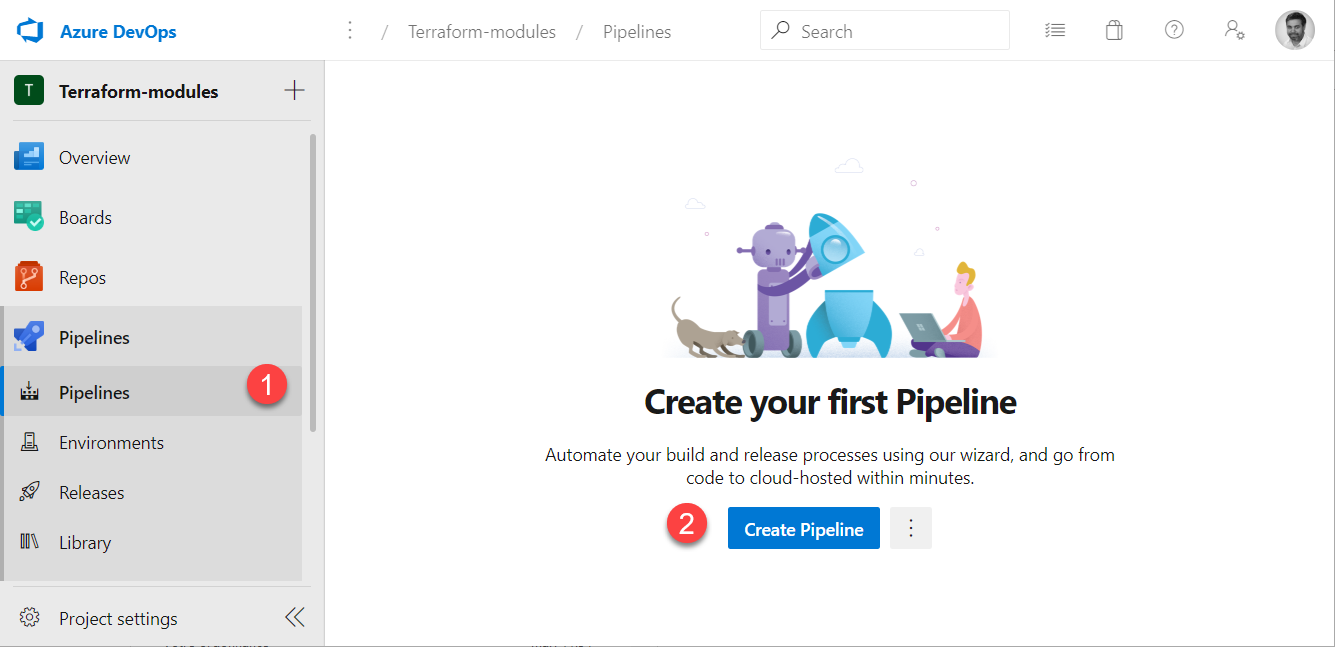 Azure DevOps
/ Terraform-modules / Pipelines
Search
T Terraform-modules
Overview
Boards
Repos
Pipelines
Pipelines 1
Environments
Releases
Library
Project settings
Create your first Pipeline
Automate your build and release processes using our wizard, and go from
code to cloud-hosted within minutes.
2 Create Pipeline